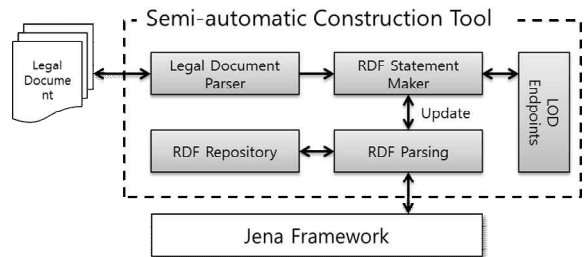 Semi-automatic Construction Tool
Legal
Docume
nt
Legal Document
Parser
RDF Statement
Maker
LOD
Endpoints
Update
RDF Repository
RDF Parsing
Jena Framework